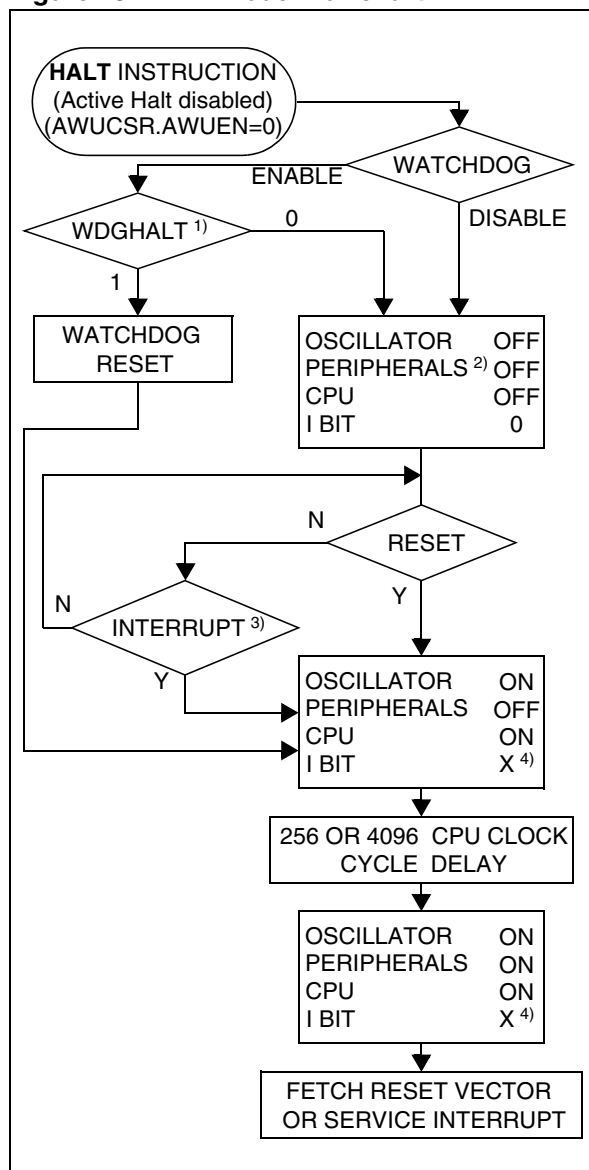 HALT INSTRUCTION
(Active Halt disabled)
(AWUCSR.AWUEN=0)
WATCHDOG
ENABLE
DISABLE
WDGHALT 1)
0
1
WATCHDOG
RESET
OSCILLATOR OFF
PERIPHERALS 2) OFF
CPU OFF
I BIT 0
RESET
N
Y
INTERRUPT 3)
N
Y
OSCILLATOR ON
PERIPHERALS OFF
CPU ON
I BIT X 4)
256 OR 4096 CPU CLOCK
CYCLE DELAY
OSCILLATOR ON
PERIPHERALS ON
CPU ON
I BIT X 4)
FETCH RESET VECTOR
OR SERVICE INTERRUPT